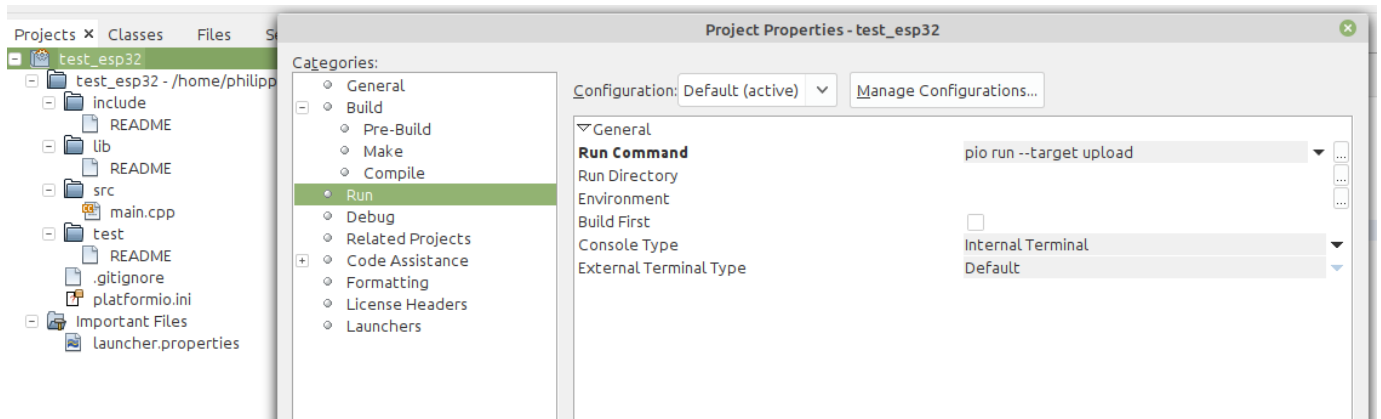 Projects × Classes Files
test_esp32
test_esp32 - /home/philipp
include
README
lib
README
src
main.cpp
test
README
.gitignore
platformio.ini
Important Files
launcher.properties
Project Properties - test_esp32
Categories:
General
Build
Pre-Build
Make
Compile
Run
Debug
Related Projects
Code Assistance
Formatting
License Headers
Launchers
Configuration: Default (active) Manage Configurations...
General
Run Command pio run --target upload ...
Run Directory ...
Environment ...
Build First
Console Type Internal Terminal
External Terminal Type Default